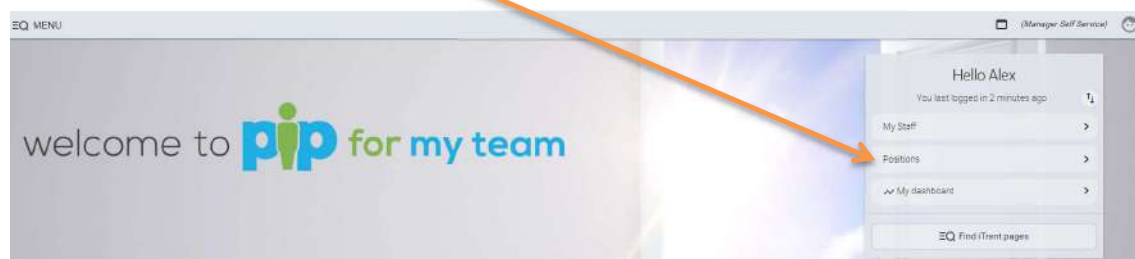 MENU
(Manager Self Service)
Hello Alex
You last logged in 2 minutes ago
My Staff
Positions
My dashboard
Find iTrent pages
welcome to pip for my team